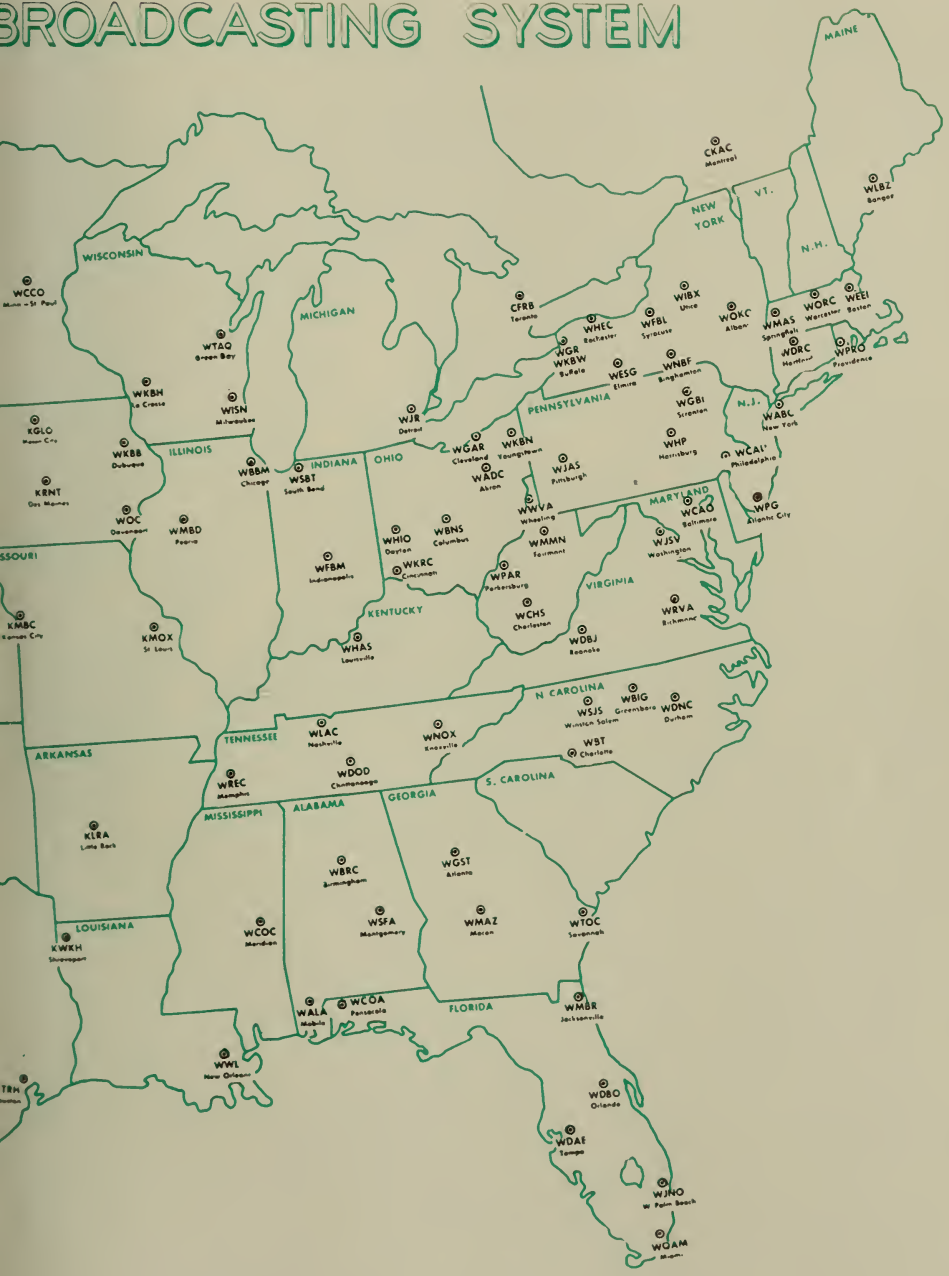 BROADCASTING SYSTEM
MAINE
CKAC
Montreal
WLBZ
Bangor
VT.
NEW
YORK
N.H.
WISCONSIN
WCCO
Minn - St Paul
MICHIGAN
CFRB
Toronto
WIBX
Utica
WORC
Worcester
WEEI
Boston
WHEC
Rochester
WFBL
Syracuse
WOKO
Albany
WMAS
Springfield
WTAQ
Green Bay
WGR
WKBW
Buffalo
WDRC
Hartford
WPRO
Providence
WESG
Elmira
WNBF
Binghamton
WKBH
La Crosse
WISN
Milwaukee
WGBI
Scranton
N.J.
PENNSYLVANIA
WJR
Detroit
WABC
New York
KGLO
Mason City
WKBB
Dubuque
ILLINOIS
WGAR
Cleveland
WKBN
Youngstown
WHP
Harrisburg
WCAU
Philadelphia
WBBM
Chicago
WSBT
South Bend
INDIANA
OHIO
WADC
Akron
WJAS
Pittsburgh
KRNT
Des Moines
MARYLAND
WCAO
Baltimore
WPG
Atlantic City
WOC
Davenport
WMBD
Peoria
WWVA
Wheeling
WHIO
Dayton
WBNS
Columbus
WMMN
Fairmont
WJSV
Washington
SSOURI
WFBM
Indianapolis
WKRC
Cincinnati
WPAR
Parkersburg
VIRGINIA
KMBC
Kansas City
KMOX
St Louis
KENTUCKY
WCHS
Charleston
WRVA
Richmond
WHAS
Louisville
WDBJ
Roanoke
N CAROLINA
WSJS
Winston Salem
WBIG
Greensboro
WDNC
Durham
TENNESSEE
WLAC
Nashville
WNOX
Knoxville
ARKANSAS
WBT
Charlotte
WREC
Memphis
WDOD
Chattanooga
S. CAROLINA
MISSISSIPPI
ALABAMA
GEORGIA
KLRA
Little Rock
WBRC
Birmingham
WGST
Atlanta
LOUISIANA
WCOC
Meridian
WSFA
Montgomery
WMAZ
Macon
WTOC
Savannah
KWKH
Shreveport
WALA
Mobile
WCOA
Pensacola
FLORIDA
WMBR
Jacksonville
WWL
New Orleans
TRH
ouston
WDBO
Orlando
WDAE
Tampa
WJNO
W Palm Beach
WQAM
Miami